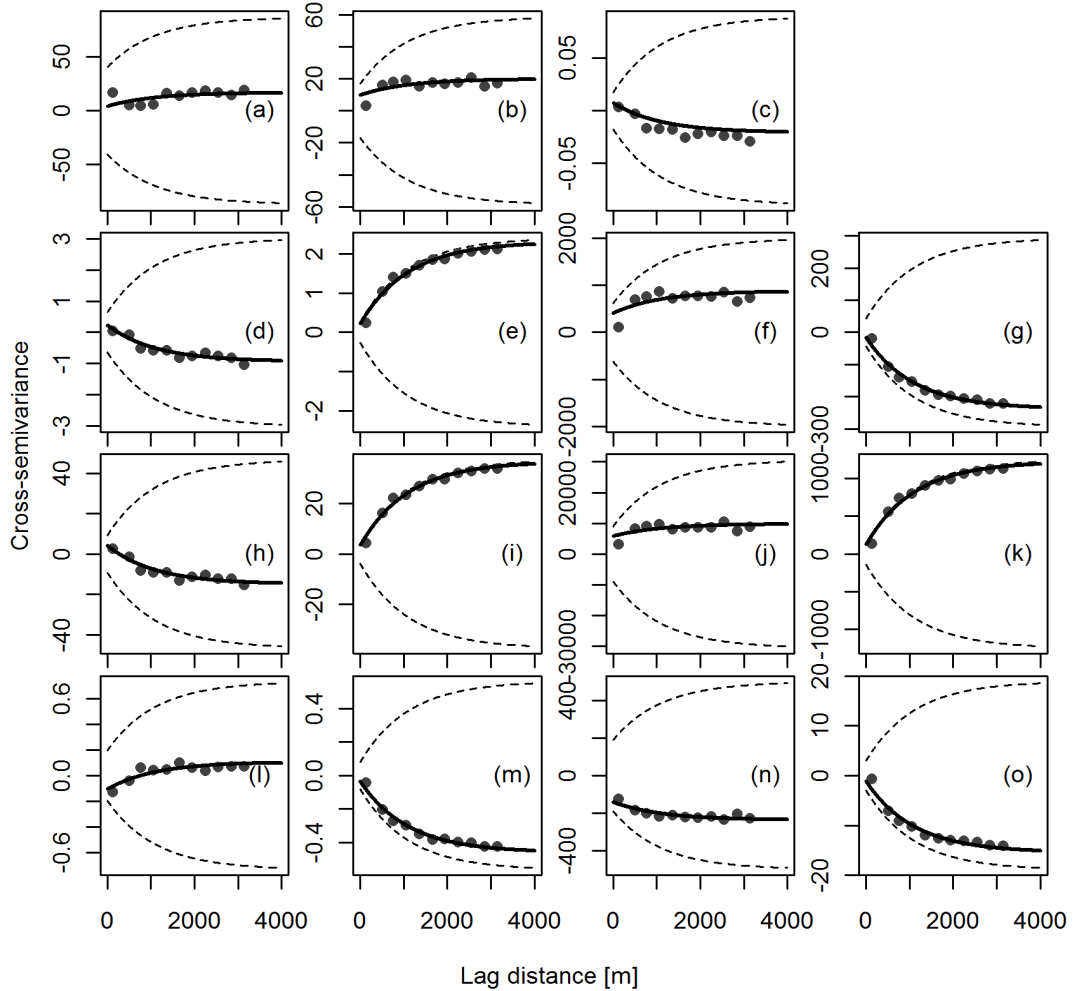 60
0.05
50
20
0
(a)
(b)
(c)
-20
-0.05
-50
-60
3
2000
2
200
1
(d)
(e)
(f)
(g)
0
0
0
-1
-2
-3
-2000
-300
40
20
20000
1000
0
(h)
(i)
(j)
(k)
0
0
0
-20
-40
-30000
-1000
0.6
0.4
400
20
10
0.0
(l)
(m)
(n)
(o)
0.0
0
0
-0.6
-0.4
-400
-20
0 2000 4000
0 2000 4000
0 2000 4000
0 2000 4000
Cross-semivariance
Lag distance [m]